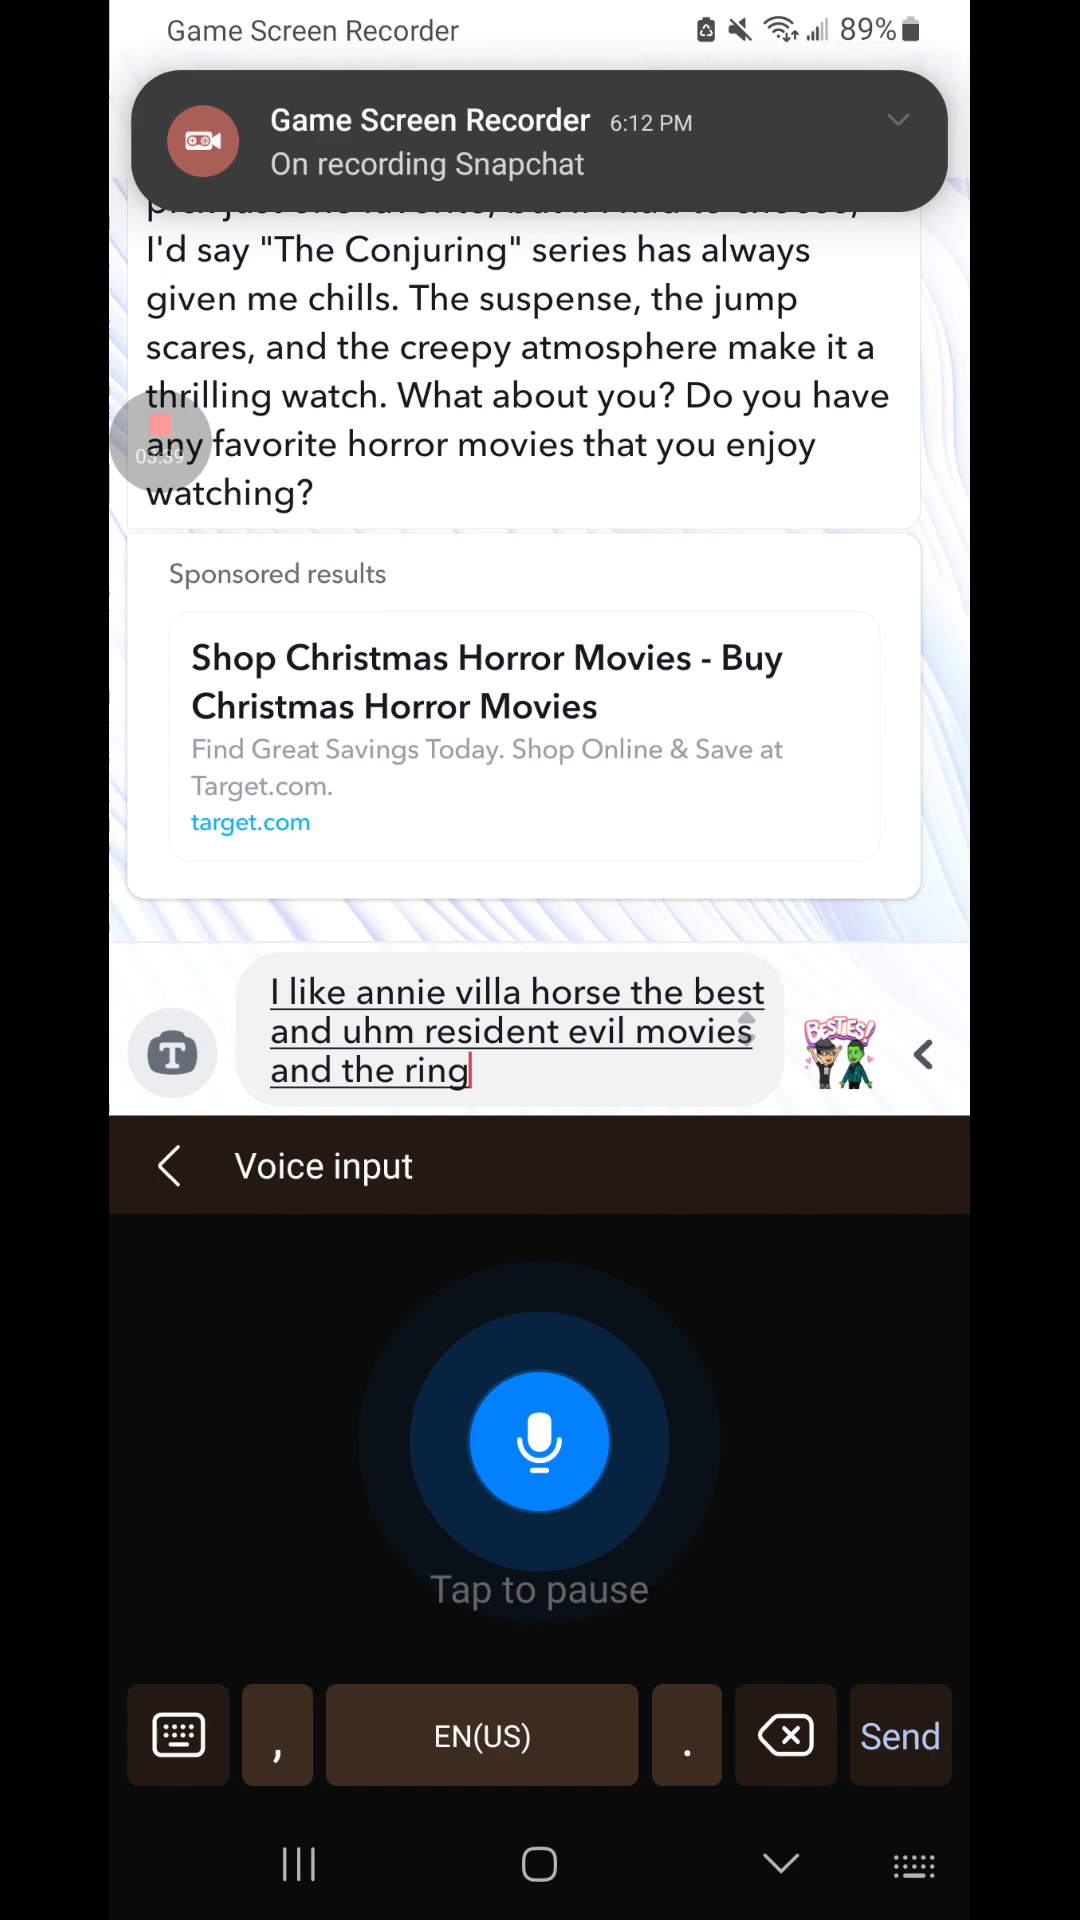 Game Screen Recorder
89%
Game Screen Recorder 6:12 PM
On recording Snapchat
I'd say "The Conjuring" series has always
given me chills. The suspense, the jump
scares, and the creepy atmosphere make it a
thrilling watch. What about you? Do you have
any favorite horror movies that you enjoy
watching?
Sponsored results
Shop Christmas Horror Movies - Buy
Christmas Horror Movies
Find Great Savings Today. Shop Online & Save at
Target.com.
target.com
I like annie villa horse the best
and uhm resident evil movies
and the ring
T
BESTIES!
Voice input
Tap to pause
,
EN(US)
.
Send